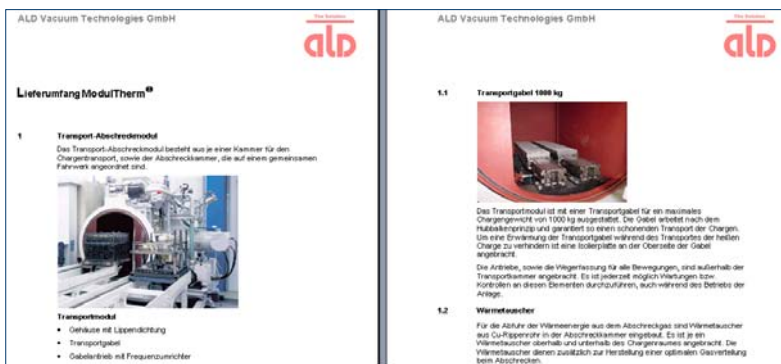 ALD Vacuum Technologies GmbH
ald
Lieferumfang ModulTherm®
1 Transport-Abschreckmodul
Das Transport-Abschreckmodul besteht aus je einer Kammer für den
Chargentransport, sowie der Abschreckkammer, die auf einem gemeinsamen
Fahrwerk angeordnet sind.
Transportmodul
• Gehäuse mit Lippendichtung
• Transportgabel
• Gabelantrieb mit Frequenzumrichter
ALD Vacuum Technologies GmbH
ald
1.1 Transportgabel 1000 kg
Das Transportmodul ist mit einer Transportgabel für ein maximales
Chargengewicht von 1000 kg ausgestattet. Die Gabel arbeitet nach dem
Hubbalkenprinzip und garantiert so einen schonenden Transport der Chargen.
Um eine Erwärmung der Transportgabel während des Transportes der heißen
Charge zu verhindern ist eine Isolierplatte an der Oberseite der Gabel
angebracht.
Die Antriebe, sowie die Wegerfassung für alle Bewegungen, sind außerhalb der
Transportkammer angebracht. Es ist jederzeit möglich Wartungen bzw.
Kontrollen an diesen Elementen durchzuführen, auch während des Betriebs der
Anlage.
1.2 Wärmetauscher
Für die Abfuhr der Wärmeenergie aus dem Abschreckgas sind Wärmetauscher
aus Cu-Rippenrohr in der Abschreckkammer eingebaut. Es ist je ein
Wärmetauscher oberhalb und unterhalb des Chargenraumes angebracht. Die
Wärmetauscher dienen zusätzlich zur Herstellung einer optimalen Gasverteilung
beim Abschrecken.